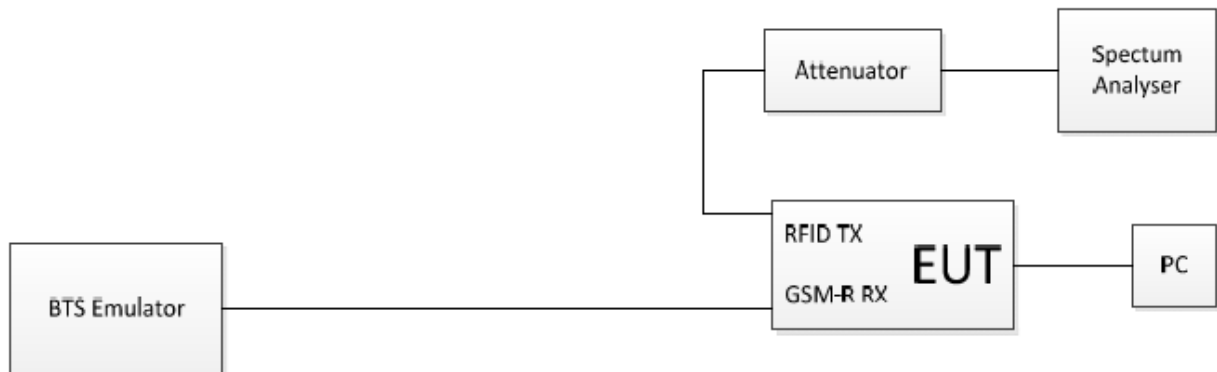 Attenuator
Spectum
Analyser
RFID TX
EUT
GSM-R RX
PC
BTS Emulator